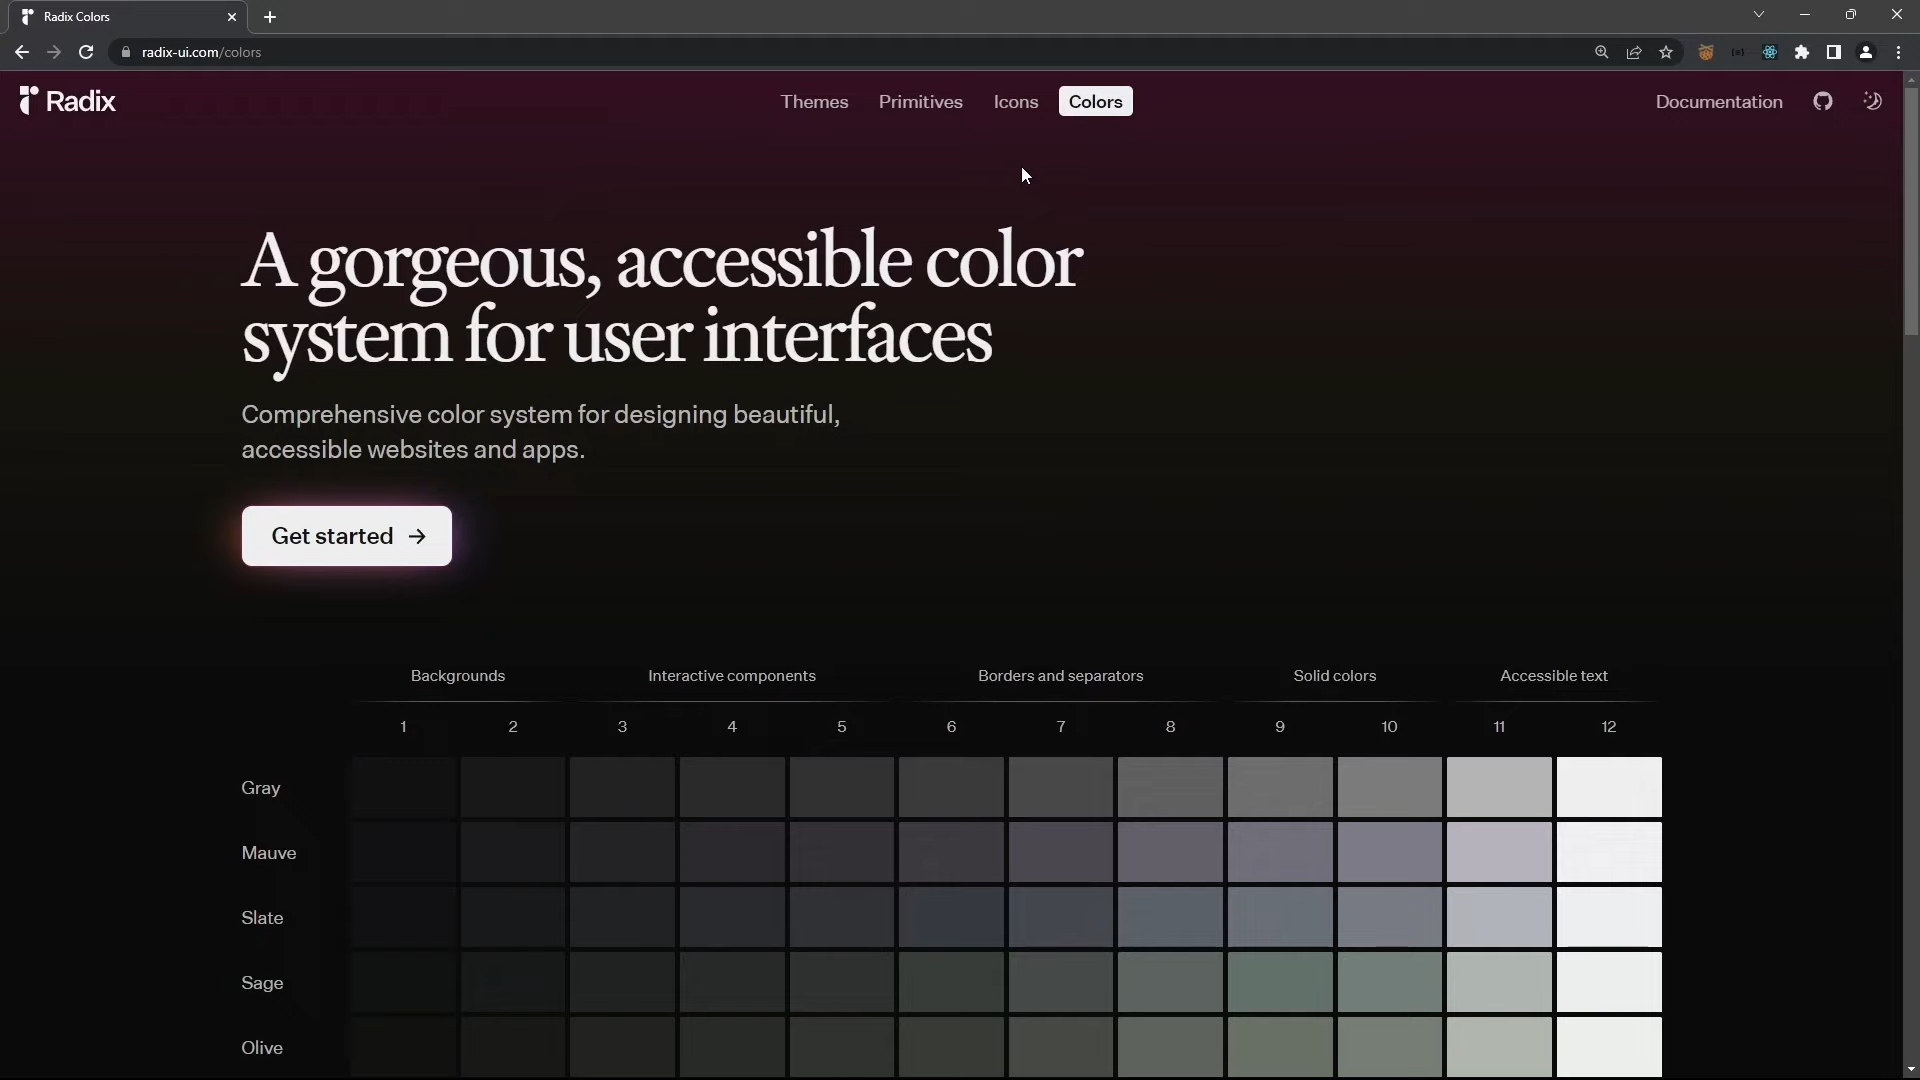 Radix Colors
radix-ui.com/colors
Radix
Themes
Primitives
Icons
Colors
Documentation
A gorgeous, accessible color
system for user interfaces
Comprehensive color system for designing beautiful,
accessible websites and apps.
Get started →
Backgrounds
Interactive components
Borders and separators
Solid colors
Accessible text
1 2 3 4 5 6 7 8 9 10 11 12
Gray
Mauve
Slate
Sage
Olive